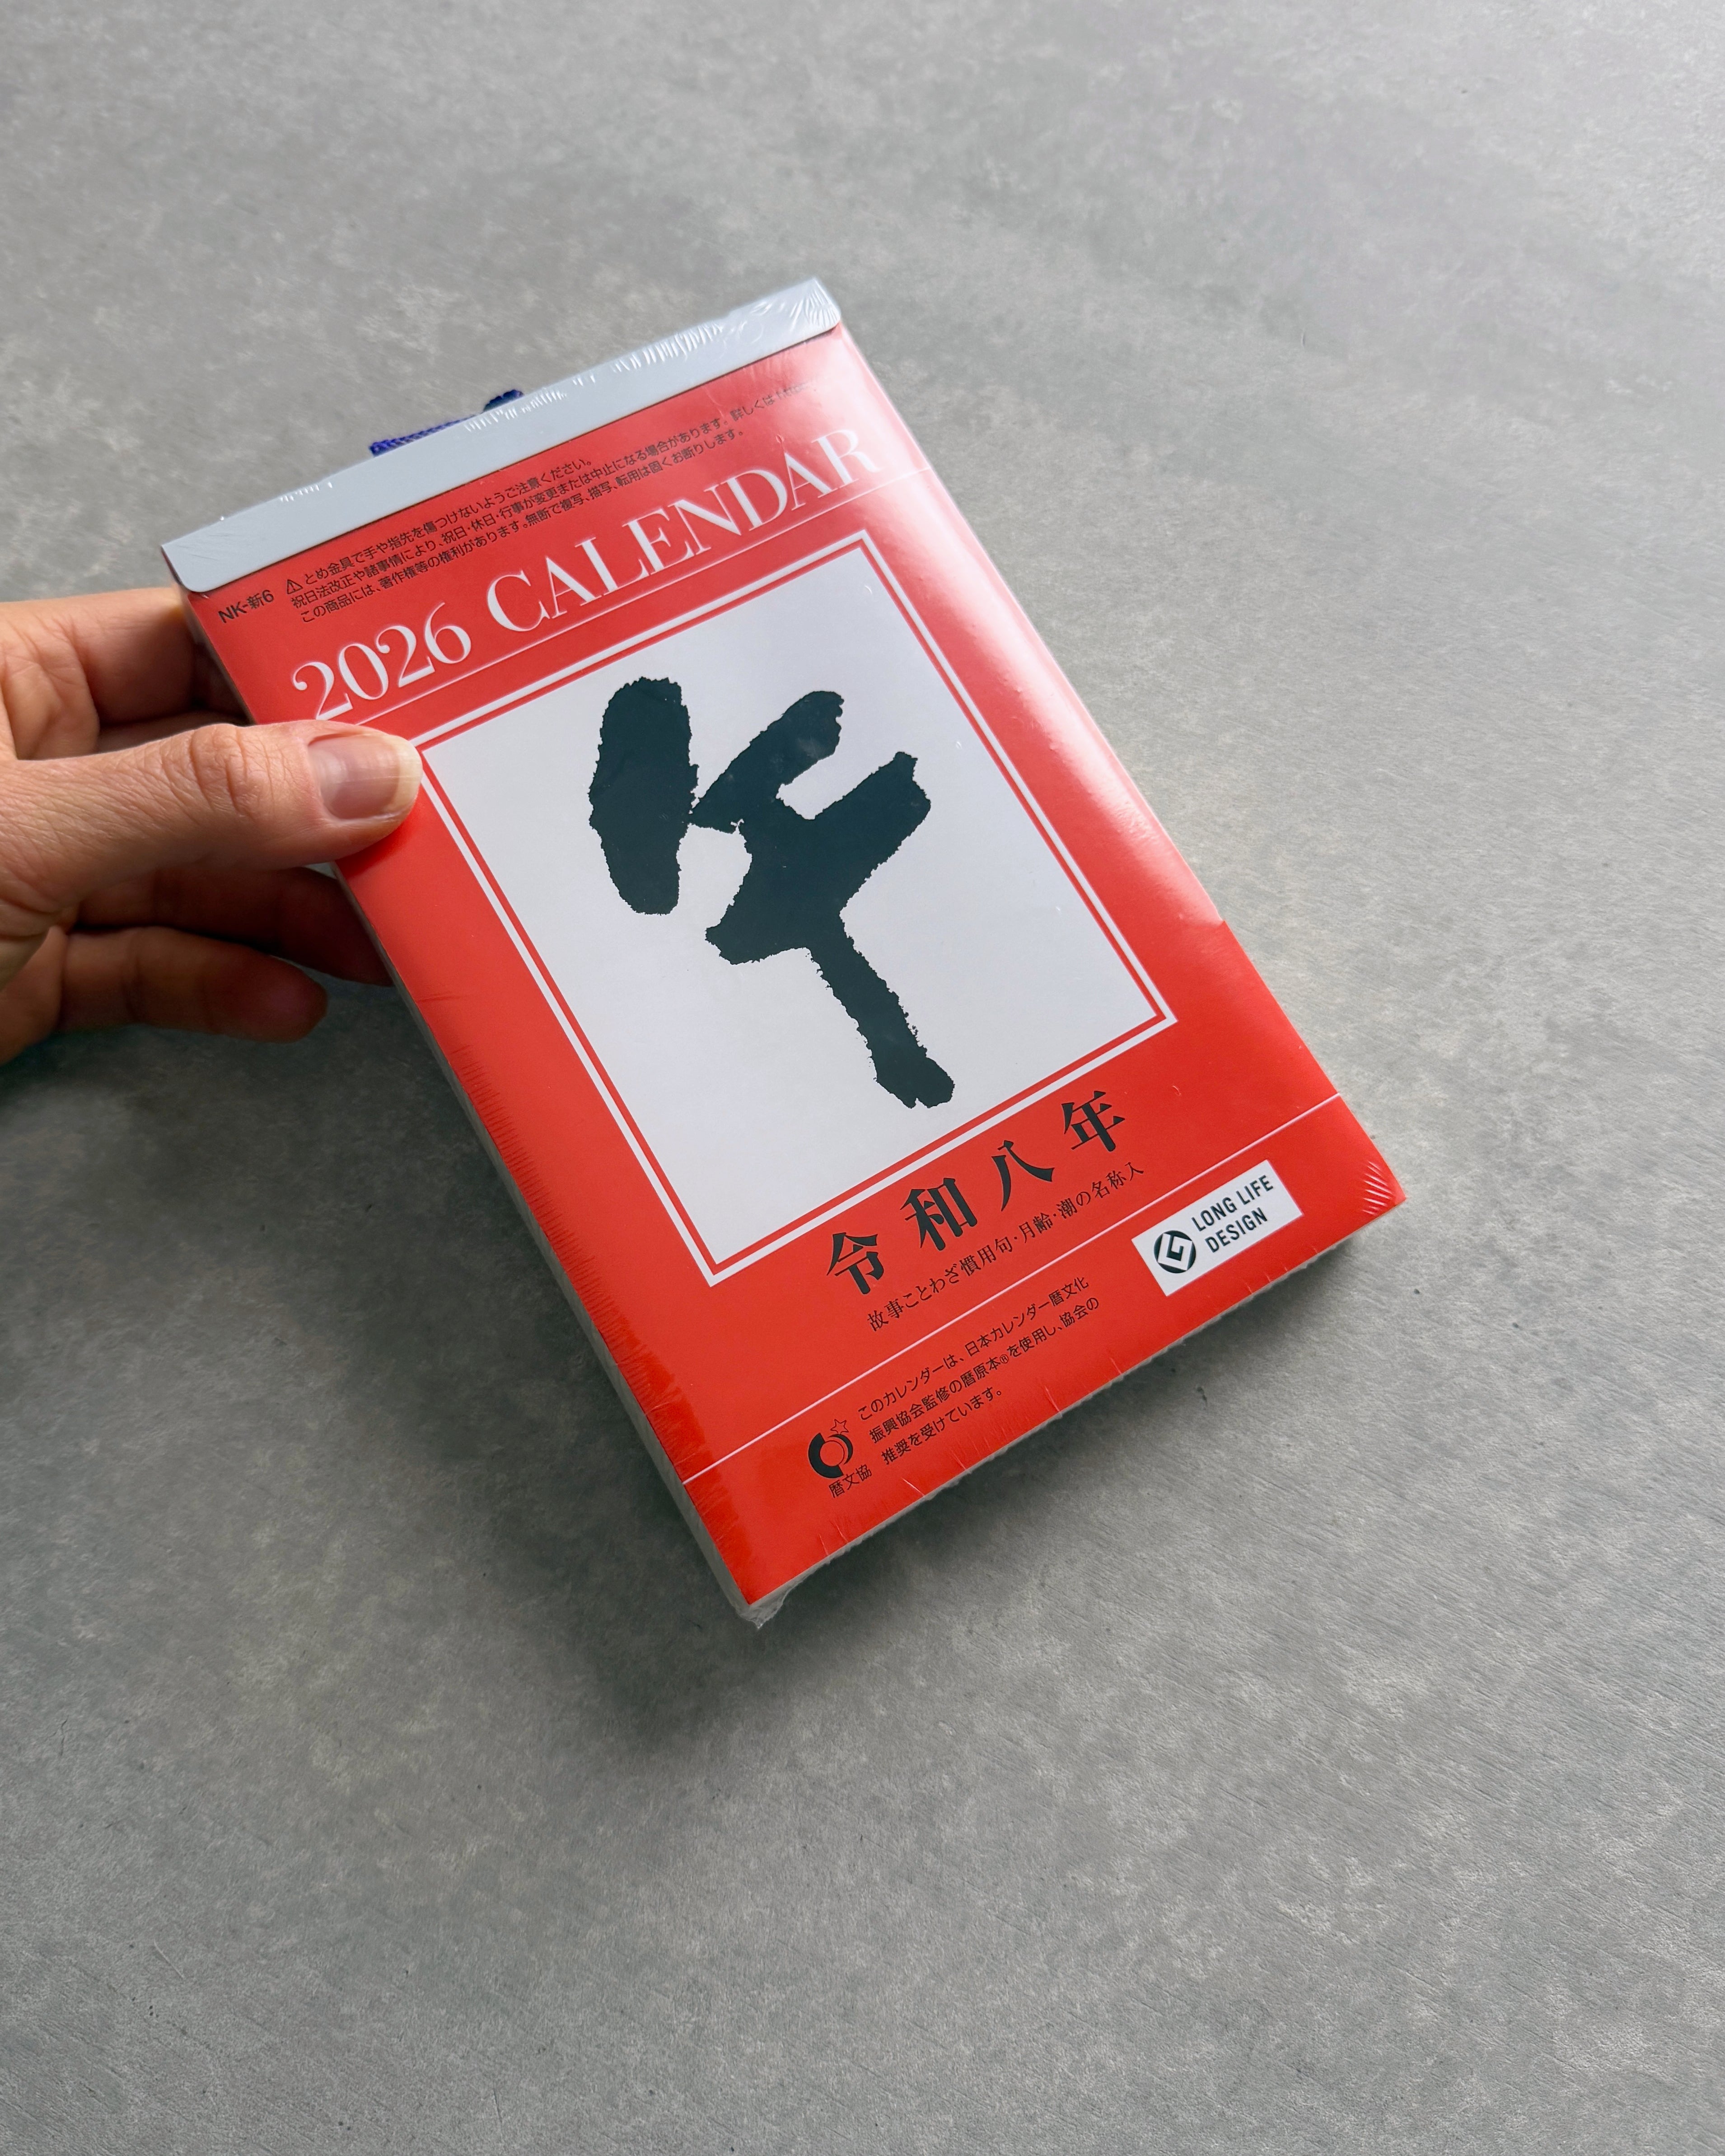 NK-新6
⚠ とめ金具で手や指先を傷つけないようご注意ください。
祝日法改正や諸事情により、祝日・休日・行事が変更または中止になる場合があります。詳しくは
この商品には、著作権等の権利があります。無断で複写、描写、転用は固くお断りします。
2026 CALENDAR
午
令和八年
故事ことわざ慣用句・月齢・潮の名称入
LONG LIFE
DESIGN
このカレンダーは、日本カレンダー暦文化
振興協会監修の暦原本®を使用し、協会の
推奨を受けています。
暦文協